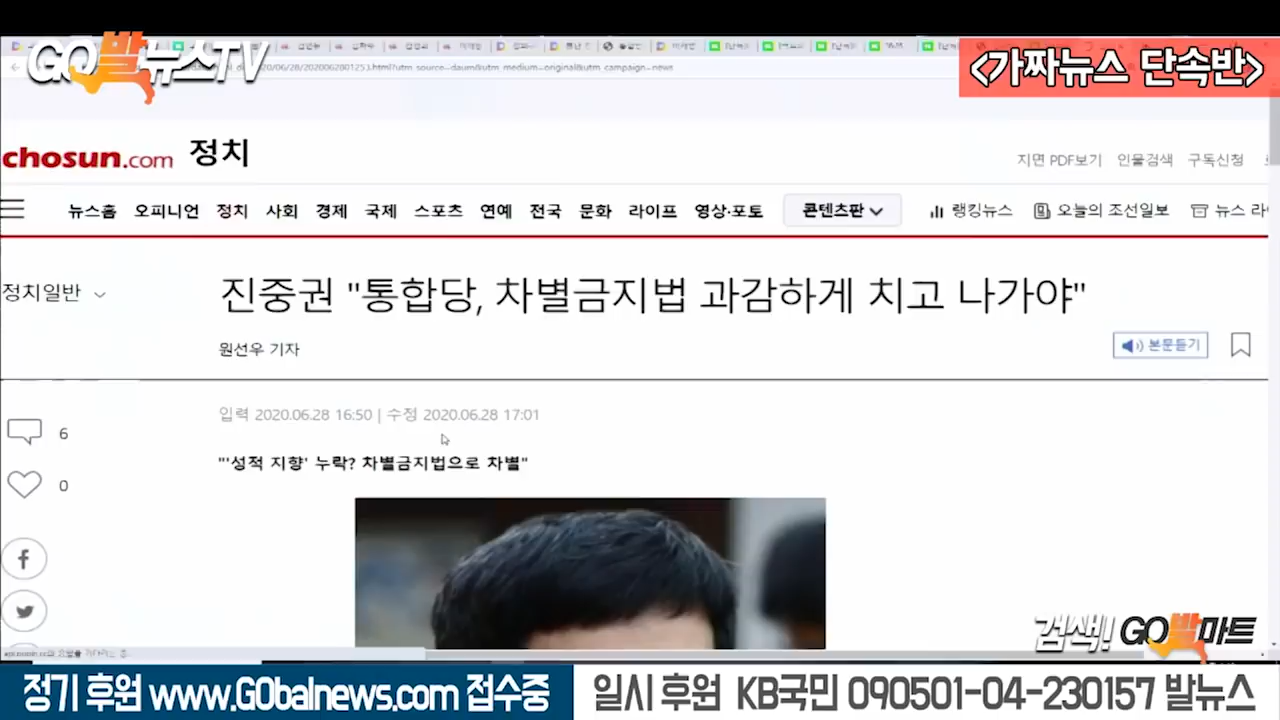 GO발뉴스TV
<가짜뉴스 단속반>
chosun.com 정치
지면 PDF보기 인물검색 구독신청
뉴스홈 오피니언 정치 사회 경제 국제 스포츠 연예 전국 문화 라이프 영상·포토 콘텐츠판 랭킹뉴스 오늘의 조선일보 뉴스
정치일반
진중권 "통합당, 차별금지법 과감하게 치고 나가야"
원선우 기자
본문듣기
입력 2020.06.28 16:50 | 수정 2020.06.28 17:01
6
"'성적 지향' 누락? 차별금지법으로 차별"
0
검색! GO발마트
정기 후원 www.GObalnews.com 접수중
일시 후원 KB국민 090501-04-230157 발뉴스